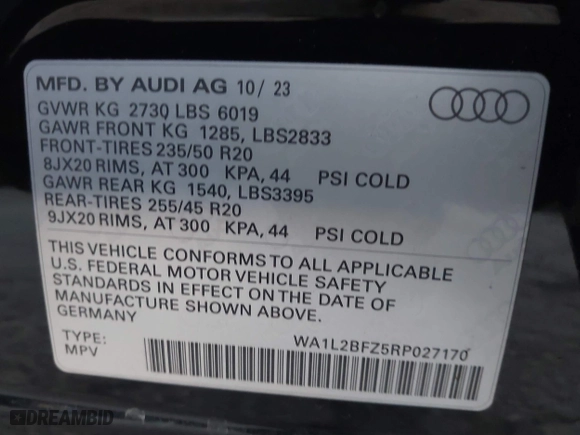 MFD. BY AUDI AG 10/ 23
GVWR KG 2730 LBS 6019
GAWR FRONT KG 1285, LBS2833
FRONT-TIRES 235/50 R20
8JX20 RIMS, AT 300 KPA, 44 PSI COLD
GAWR REAR KG 1540, LBS3395
REAR-TIRES 255/45 R20
9JX20 RIMS, AT 300 KPA, 44 PSI COLD
THIS VEHICLE CONFORMS TO ALL APPLICABLE
U.S. FEDERAL MOTOR VEHICLE SAFETY
STANDARDS IN EFFECT ON THE DATE OF
MANUFACTURE SHOWN ABOVE.
GERMANY
WA1L2BFZ5RP027170
TYPE:
MPV
DREAMBID